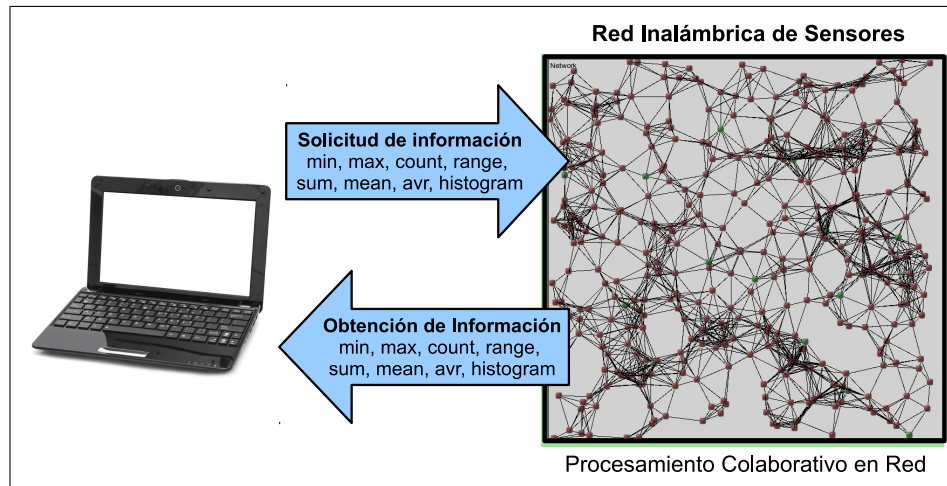 Red Inalámbrica de Sensores
Network
Solicitud de información
min, max, count, range,
sum, mean, avr, histogram
Obtención de Información
min, max, count, range,
sum, mean, avr, histogram
Procesamiento Colaborativo en Red